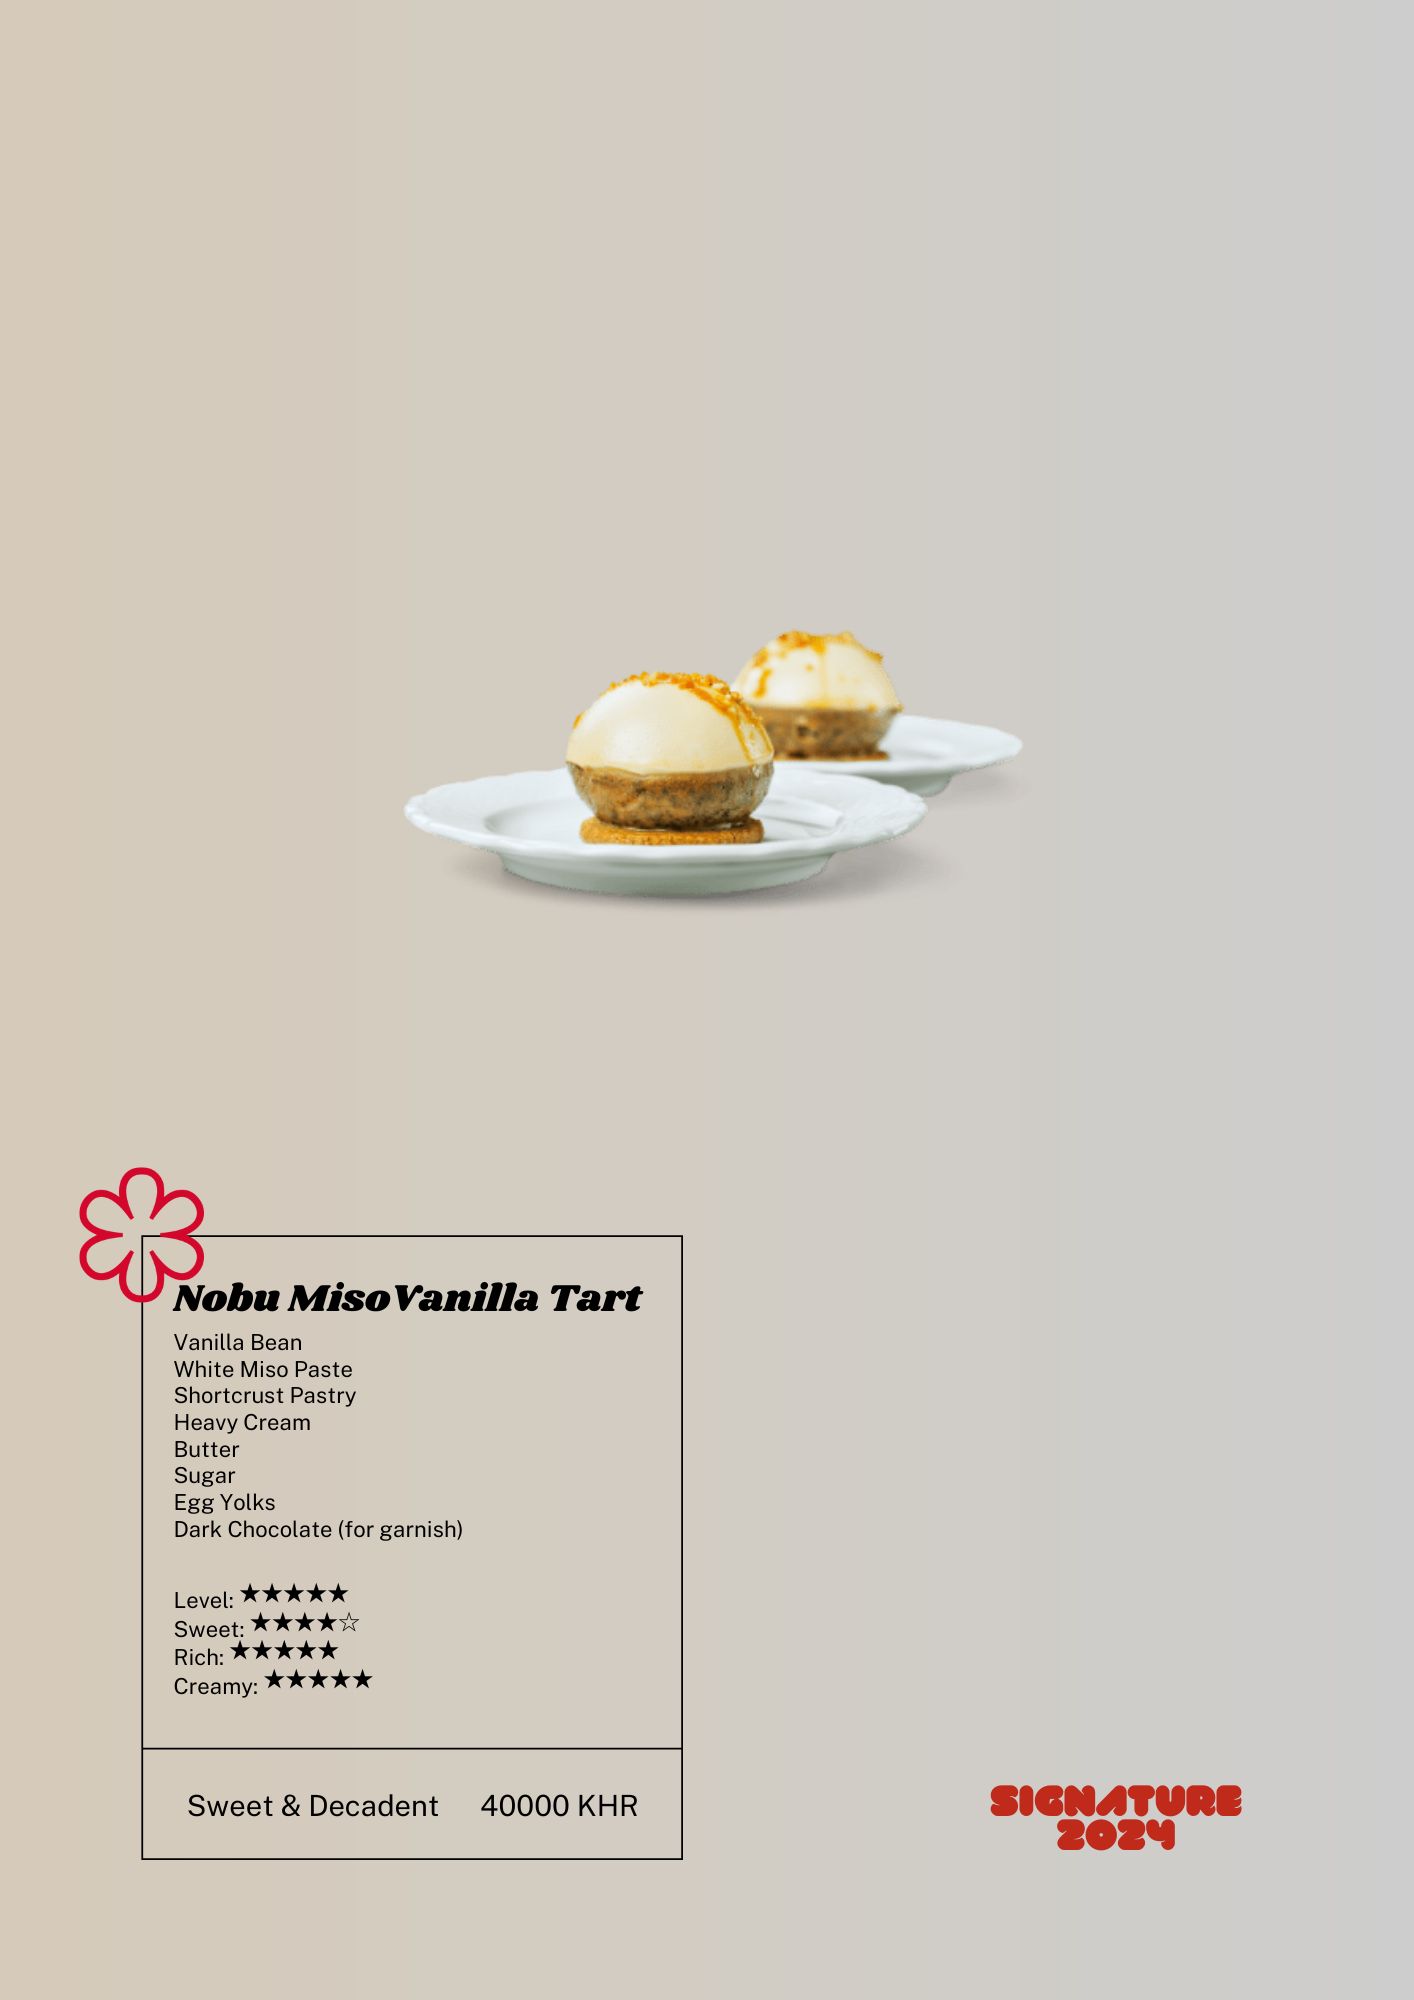 Nobu MisoVanilla Tart
Vanilla Bean
White Miso Paste
Shortcrust Pastry
Heavy Cream
Butter
Sugar
Egg Yolks
Dark Chocolate (for garnish)
Level: ★★★★★
Sweet: ★★★★☆
Rich: ★★★★★
Creamy: ★★★★★
Sweet & Decadent 40000 KHR
SIGNATURE
2024